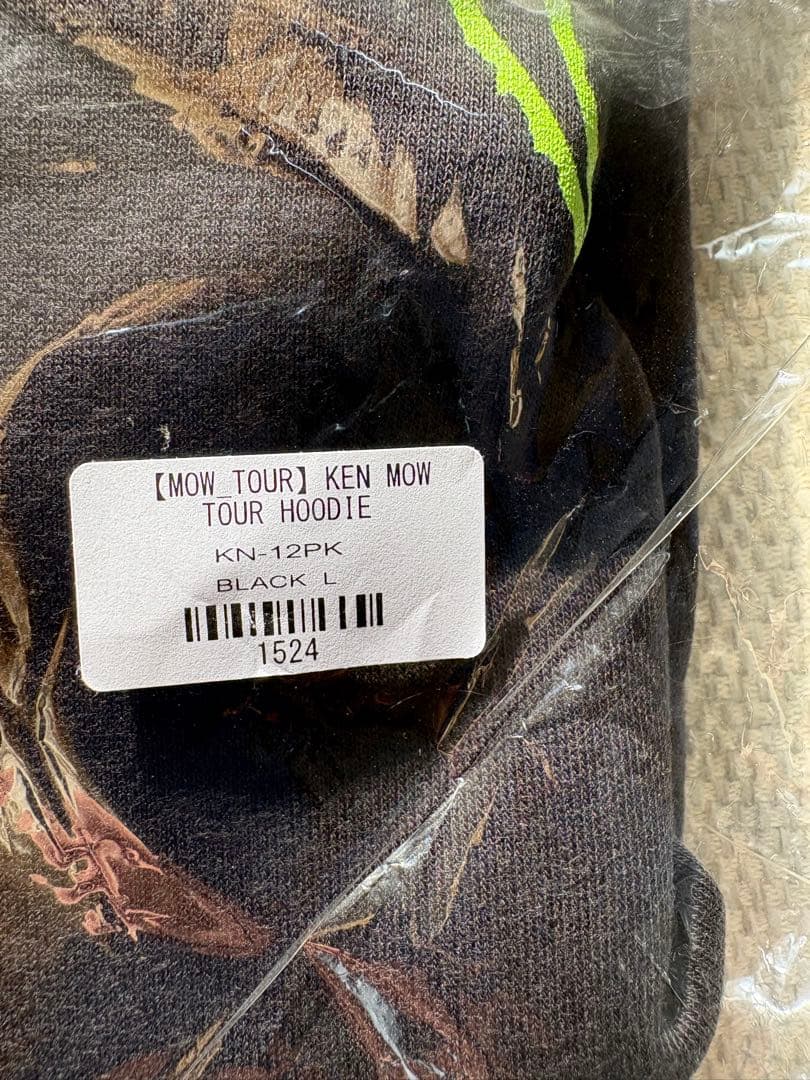 【MOW_TOUR】KEN MOW
TOUR HOODIE
KN-12PK
BLACK L
1524